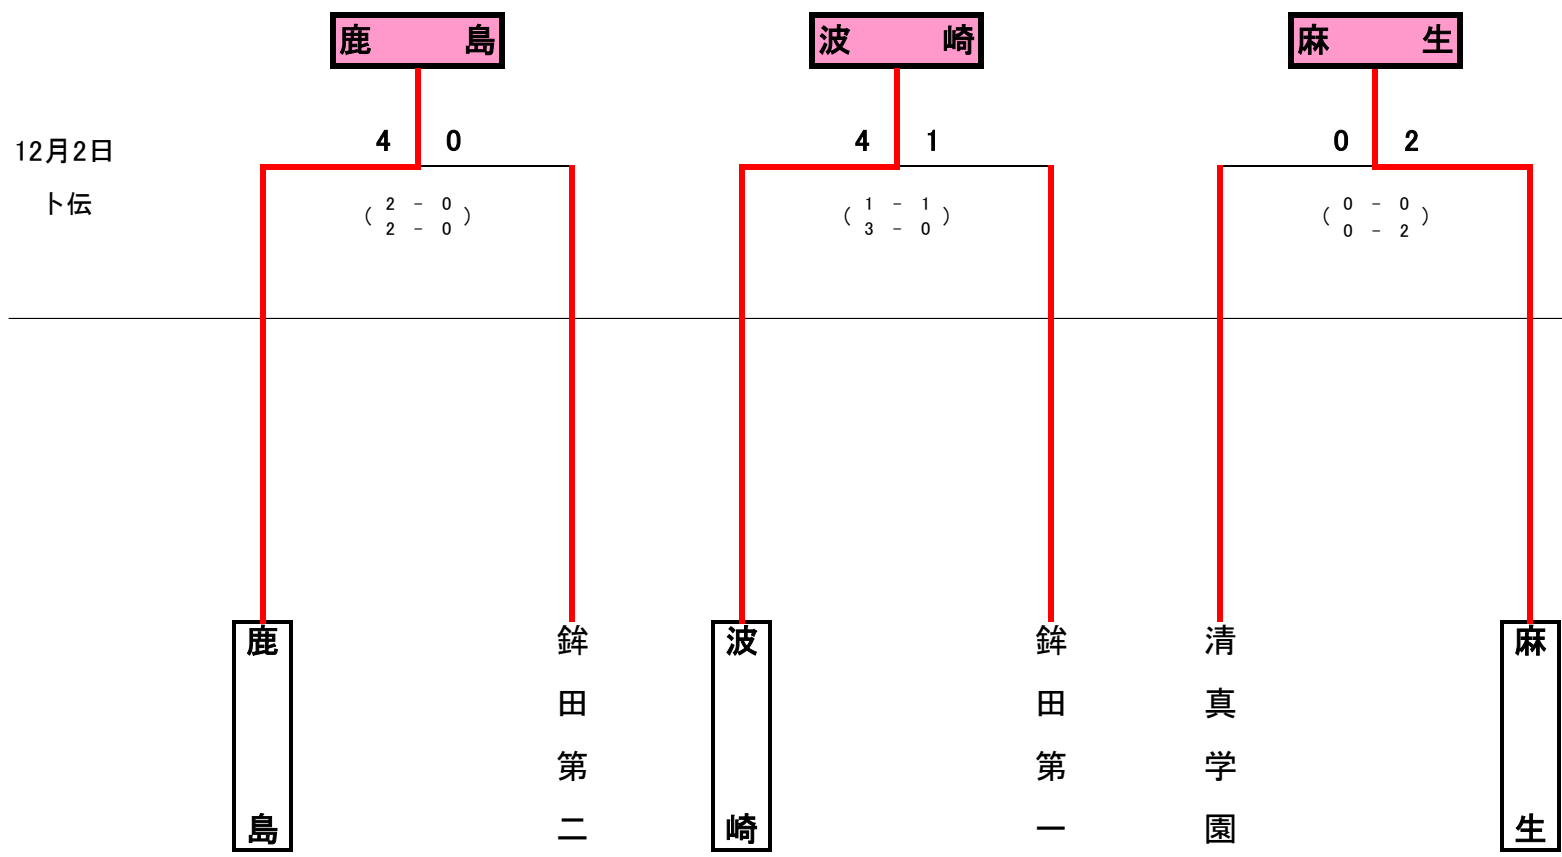 鹿島 波崎 麻生
12月2日
卜伝
4 0
( 2 - 0
2 - 0 )
4 1
( 1 - 1
3 - 0 )
0 2
( 0 - 0
0 - 2 )
鹿島
鉾田第二
波崎
鉾田第一
清真学園
麻生